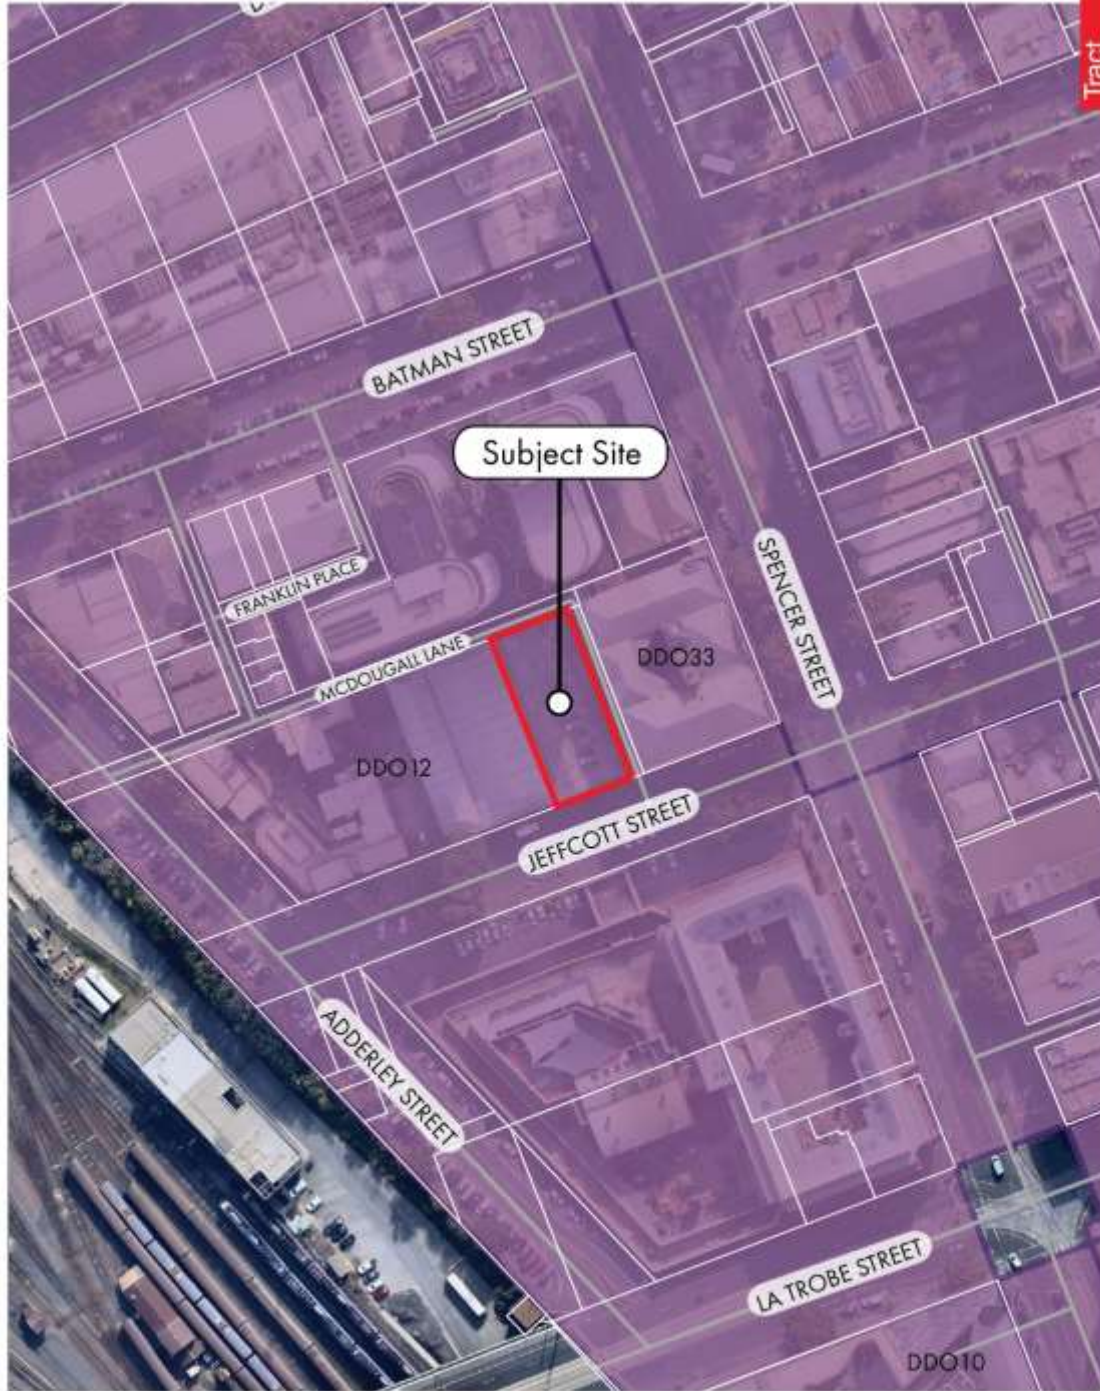 Tract
BATMAN STREET
Subject Site
SPENCER STREET
FRANKLIN PLACE
MCDOUGALL LANE
DDO33
DDO12
JEFFCOTT STREET
ADDERLEY STREET
LA TROBE STREET
DDO10